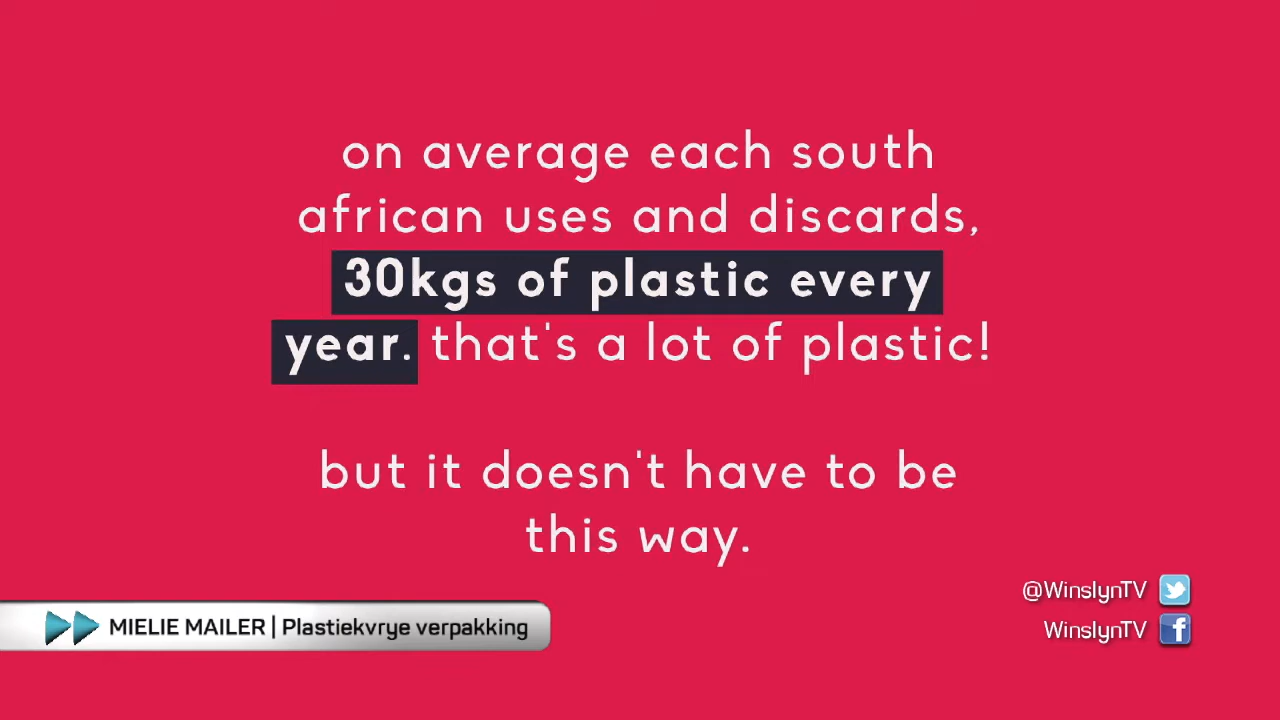 on average each south
african uses and discards,
30kgs of plastic every
year. that's a lot of plastic!
but it doesn't have to be
this way.
@WinslynTV
MIELIE MAILER | Plastiekvrye verpakking
WinslynTV